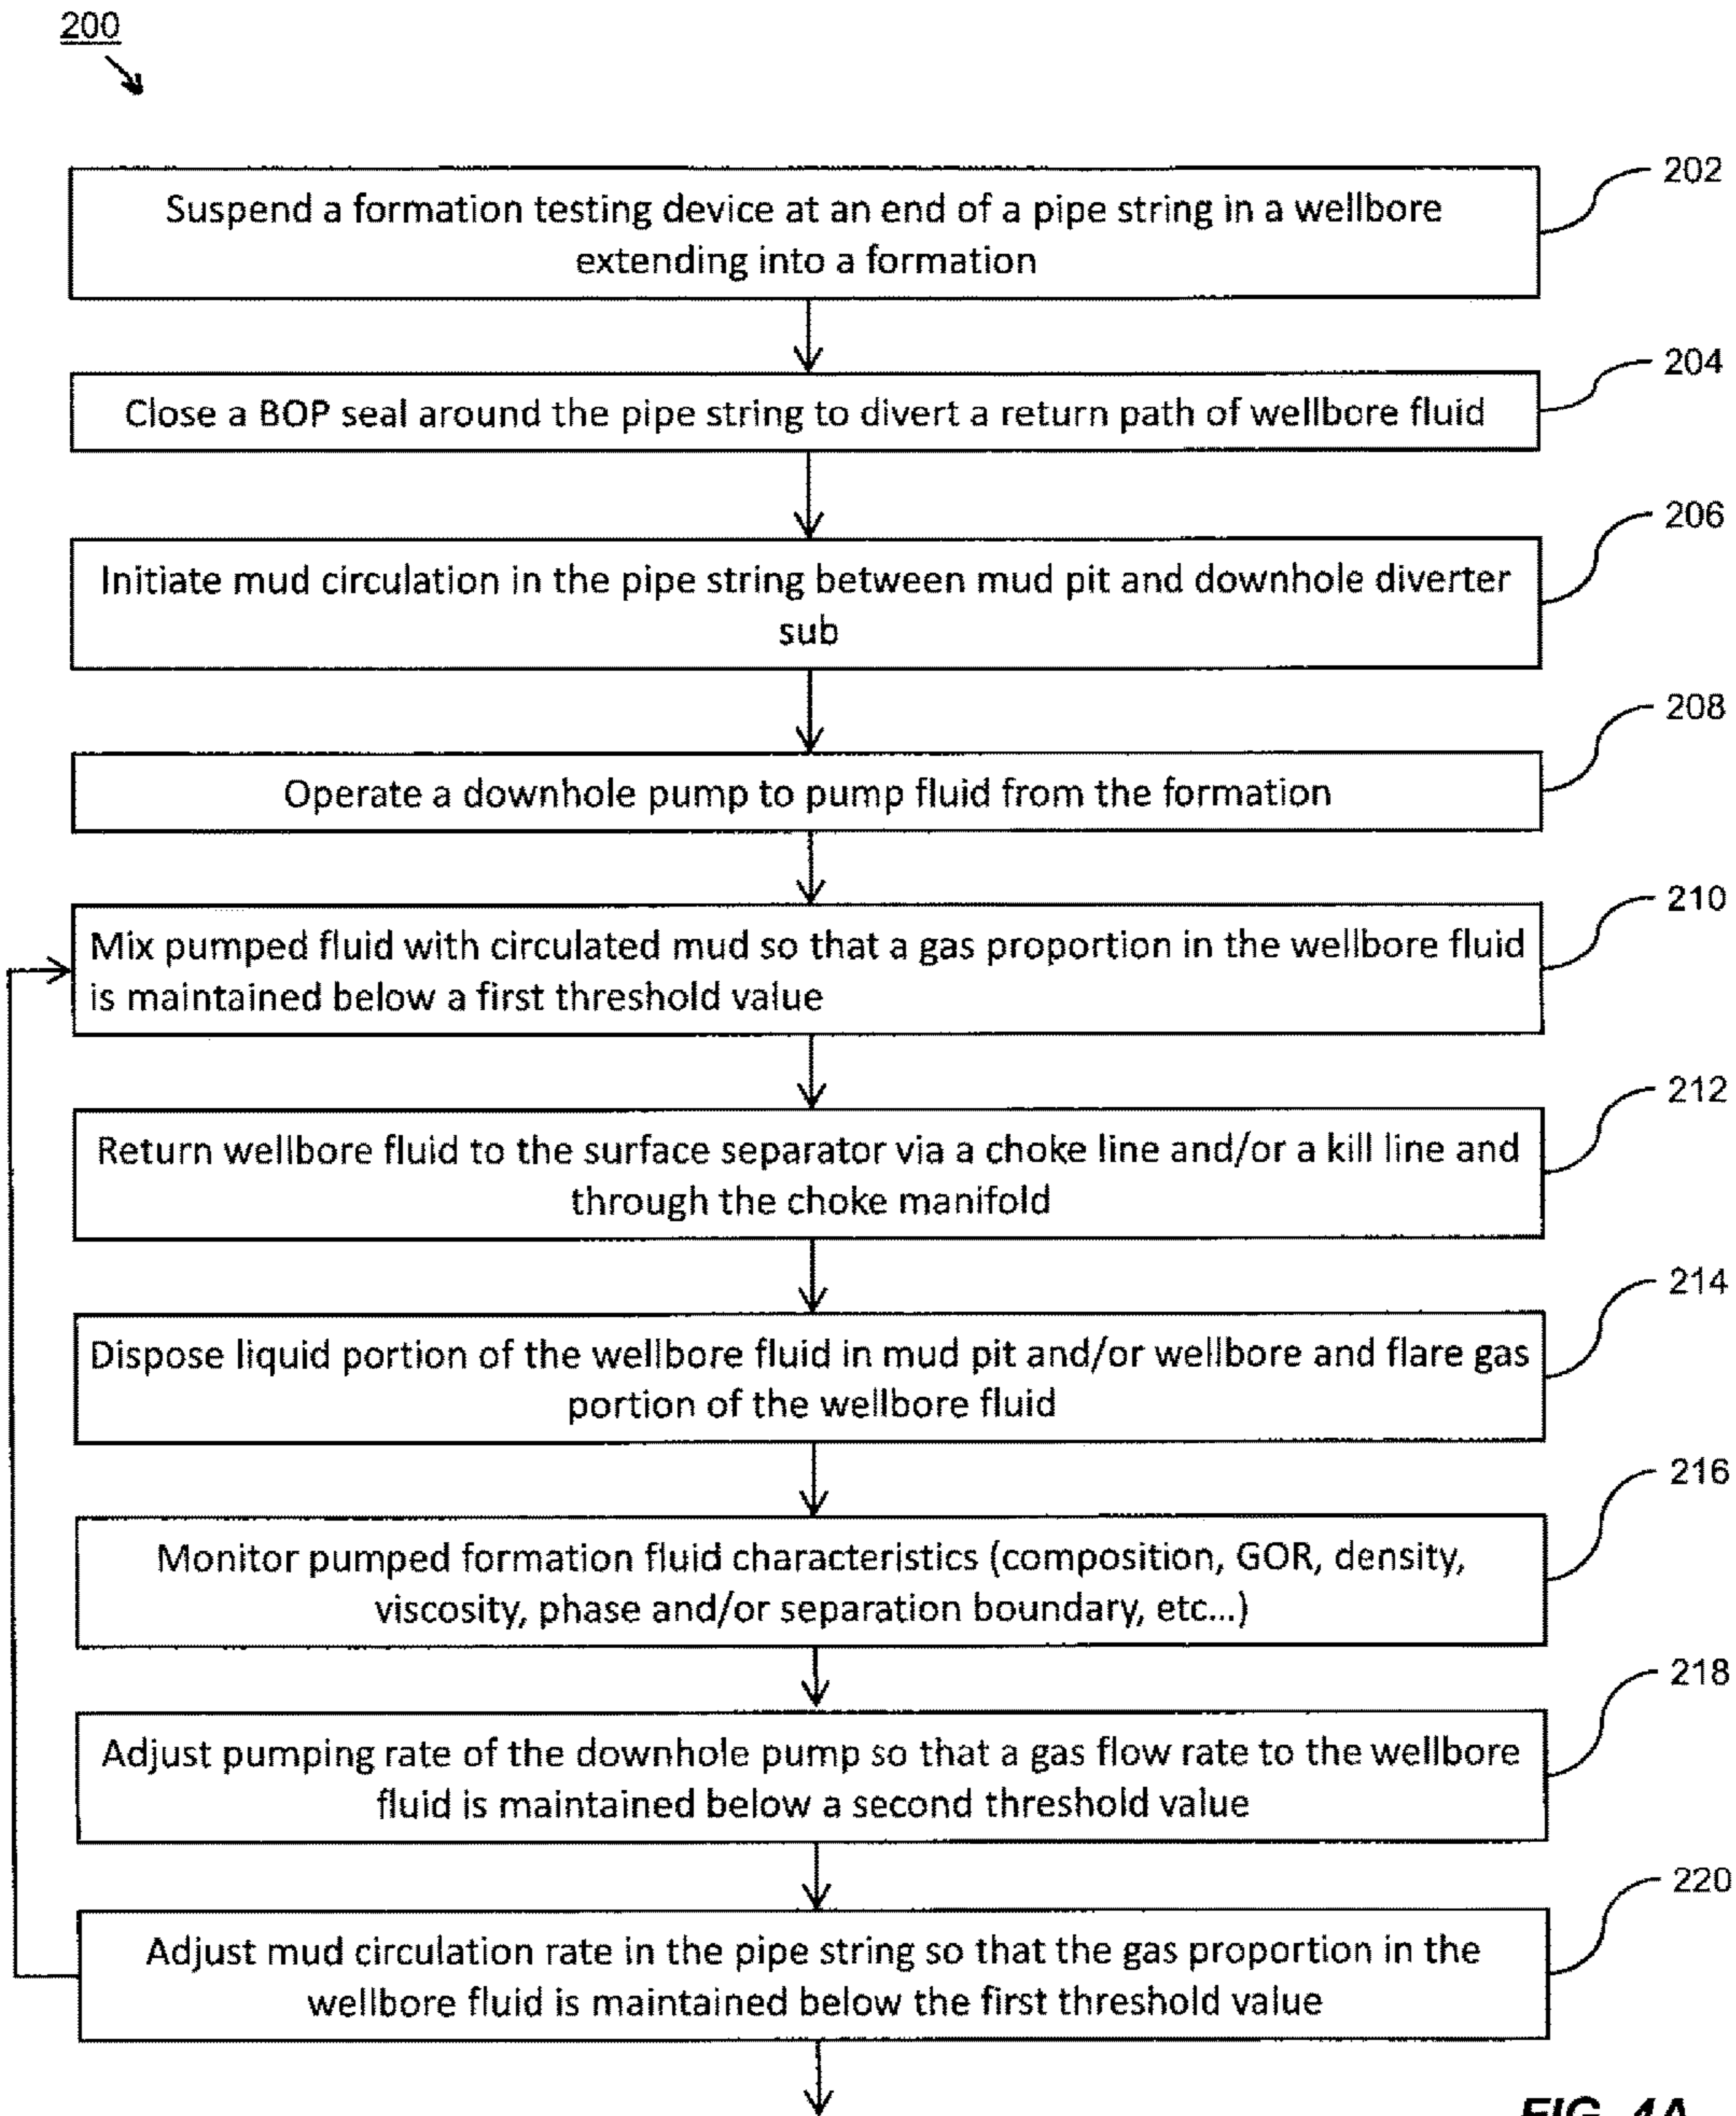 200
202
Suspend a formation testing device at an end of a pipe string in a wellbore
extending into a formation
204
Close a BOP seal around the pipe string to divert a return path of wellbore fluid
206
Initiate mud circulation in the pipe string between mud pit and downhole diverter
sub
208
Operate a downhole pump to pump fluid from the formation
210
Mix pumped fluid with circulated mud so that a gas proportion in the wellbore fluid
is maintained below a first threshold value
212
Return wellbore fluid to the surface separator via a choke line and/or a kill line and
through the choke manifold
214
Dispose liquid portion of the wellbore fluid in mud pit and/or wellbore and flare gas
portion of the wellbore fluid
216
Monitor pumped formation fluid characteristics (composition, GOR, density,
viscosity, phase and/or separation boundary, etc...)
218
Adjust pumping rate of the downhole pump so that a gas flow rate to the wellbore
fluid is maintained below a second threshold value
220
Adjust mud circulation rate in the pipe string so that the gas proportion in the
wellbore fluid is maintained below the first threshold value
FIG. 4A